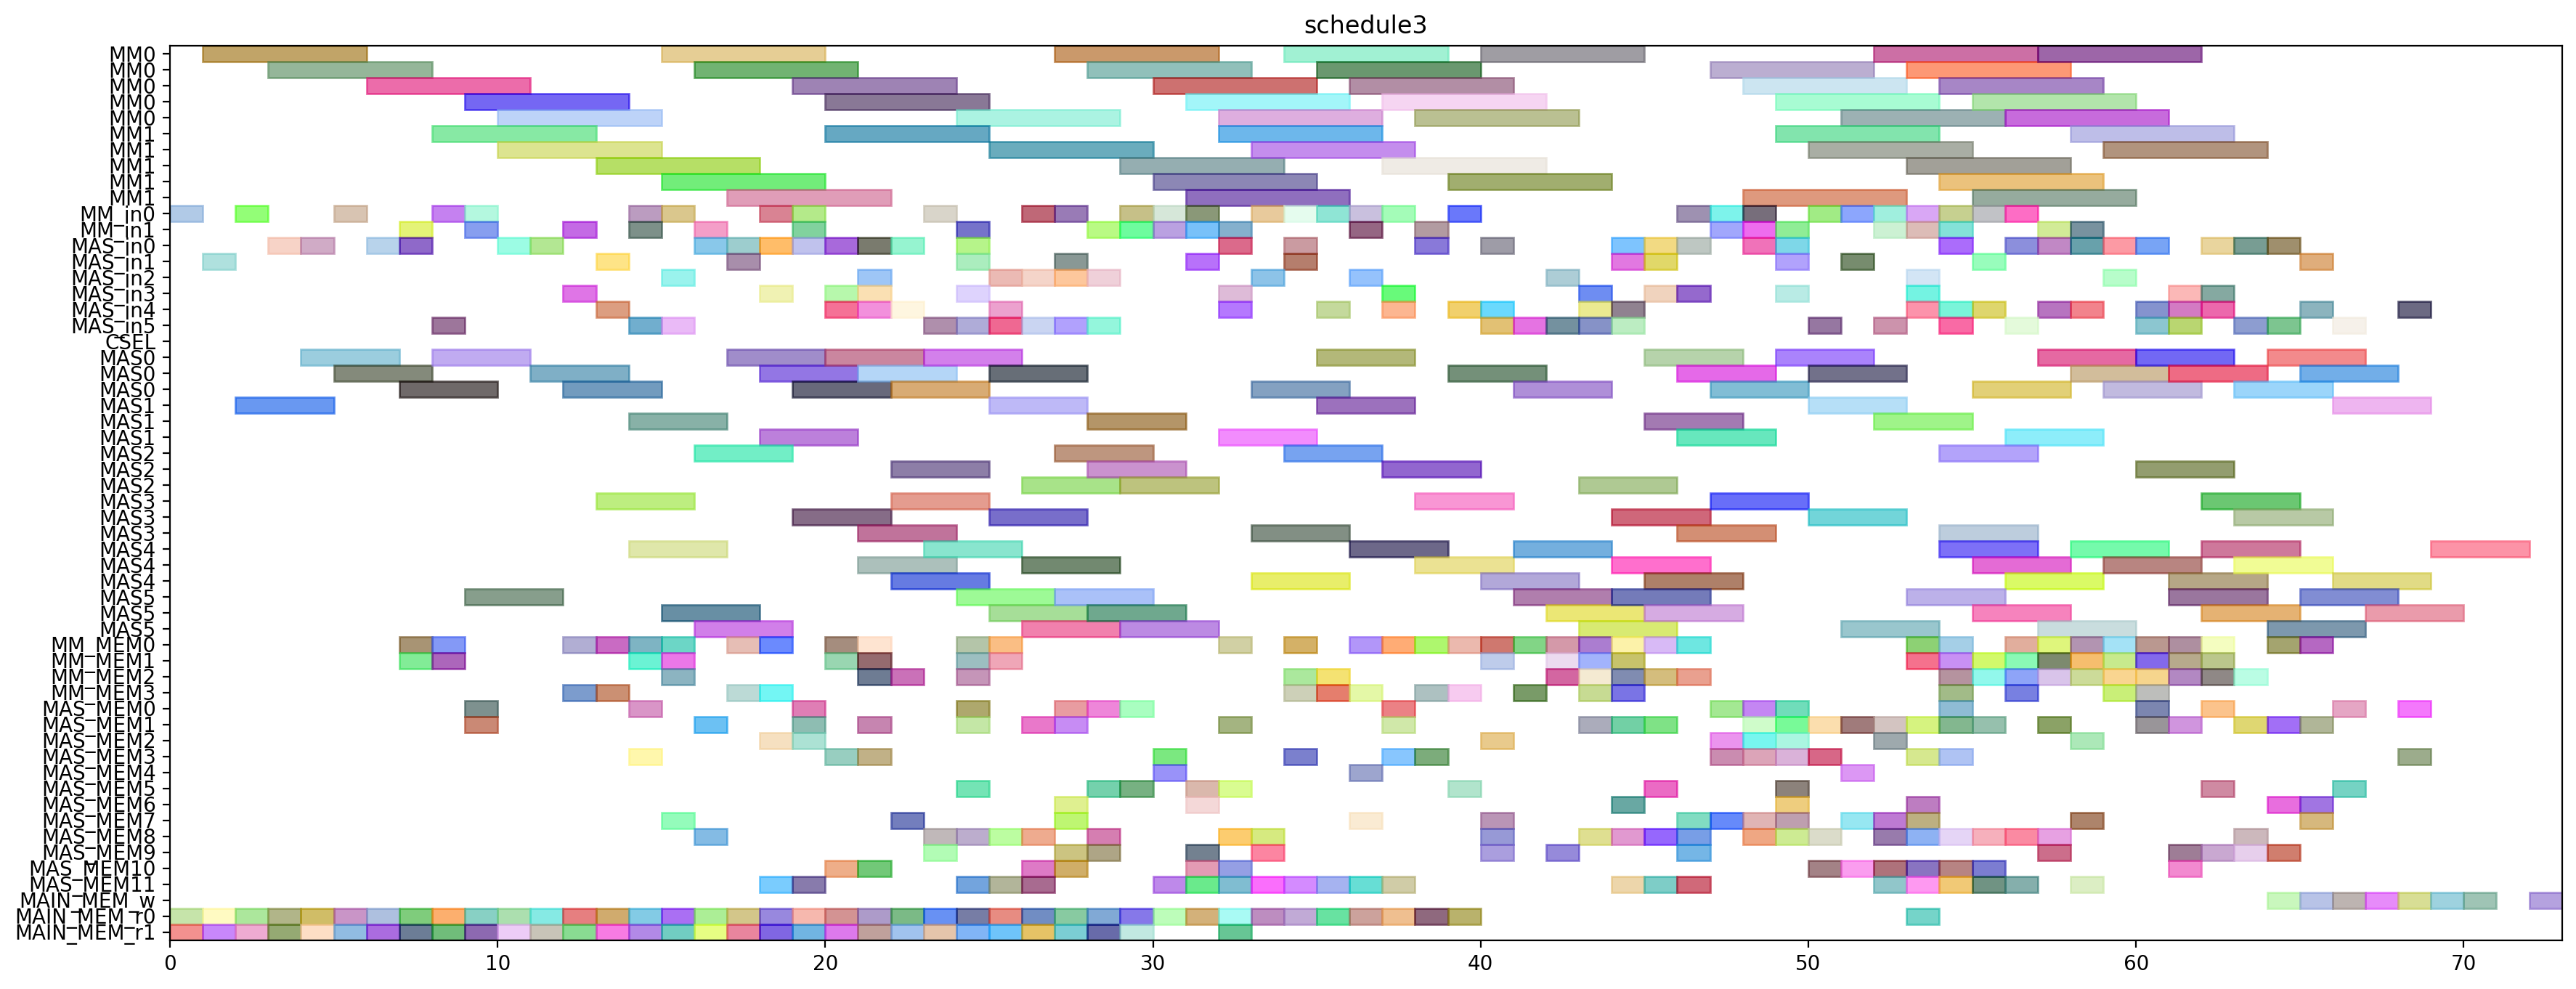 schedule3
MM0
MM0
MM0
MM0
MM0
MM1
MM1
MM1
MM1
MM1
MM_in0
MM_in1
MAS_in0
MAS_in1
MAS_in2
MAS_in3
MAS_in4
MAS_in5
CSEL
MAS0
MAS0
MAS0
MAS1
MAS1
MAS1
MAS2
MAS2
MAS2
MAS3
MAS3
MAS3
MAS4
MAS4
MAS4
MAS5
MAS5
MAS5
MM_MEM0
MM_MEM1
MM_MEM2
MM_MEM3
MAS_MEM0
MAS_MEM1
MAS_MEM2
MAS_MEM3
MAS_MEM4
MAS_MEM5
MAS_MEM6
MAS_MEM7
MAS_MEM8
MAS_MEM9
MAS_MEM10
MAS_MEM11
MAIN_MEM_w
MAIN_MEM_r0
MAIN_MEM_r1
0 10 20 30 40 50 60 70